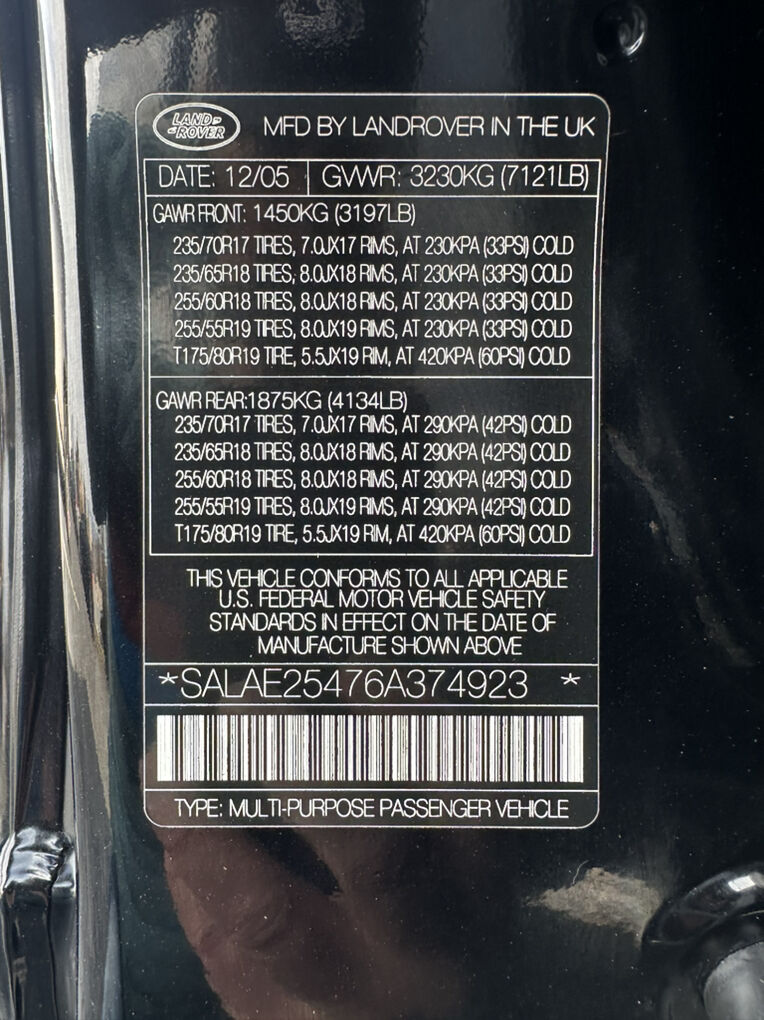 LAND
ROVER
MFD BY LANDROVER IN THE UK
DATE: 12/05 GVWR: 3230KG (7121LB)
GAWR FRONT: 1450KG (3197LB)
235/70R17 TIRES, 7.0JX17 RIMS, AT 230KPA (33PSI) COLD
235/65R18 TIRES, 8.0JX18 RIMS, AT 230KPA (33PSI) COLD
255/60R18 TIRES, 8.0JX18 RIMS, AT 230KPA (33PSI) COLD
255/55R19 TIRES, 8.0JX19 RIMS, AT 230KPA (33PSI) COLD
T175/80R19 TIRE, 5.5JX19 RIM, AT 420KPA (60PSI) COLD
GAWR REAR:1875KG (4134LB)
235/70R17 TIRES, 7.0JX17 RIMS, AT 290KPA (42PSI) COLD
235/65R18 TIRES, 8.0JX18 RIMS, AT 290KPA (42PSI) COLD
255/60R18 TIRES, 8.0JX18 RIMS, AT 290KPA (42PSI) COLD
255/55R19 TIRES, 8.0JX19 RIMS, AT 290KPA (42PSI) COLD
T175/80R19 TIRE, 5.5JX19 RIM, AT 420KPA (60PSI) COLD
THIS VEHICLE CONFORMS TO ALL APPLICABLE
U.S. FEDERAL MOTOR VEHICLE SAFETY
STANDARDS IN EFFECT ON THE DATE OF
MANUFACTURE SHOWN ABOVE
*SALAE25476A374923 *
TYPE: MULTI-PURPOSE PASSENGER VEHICLE